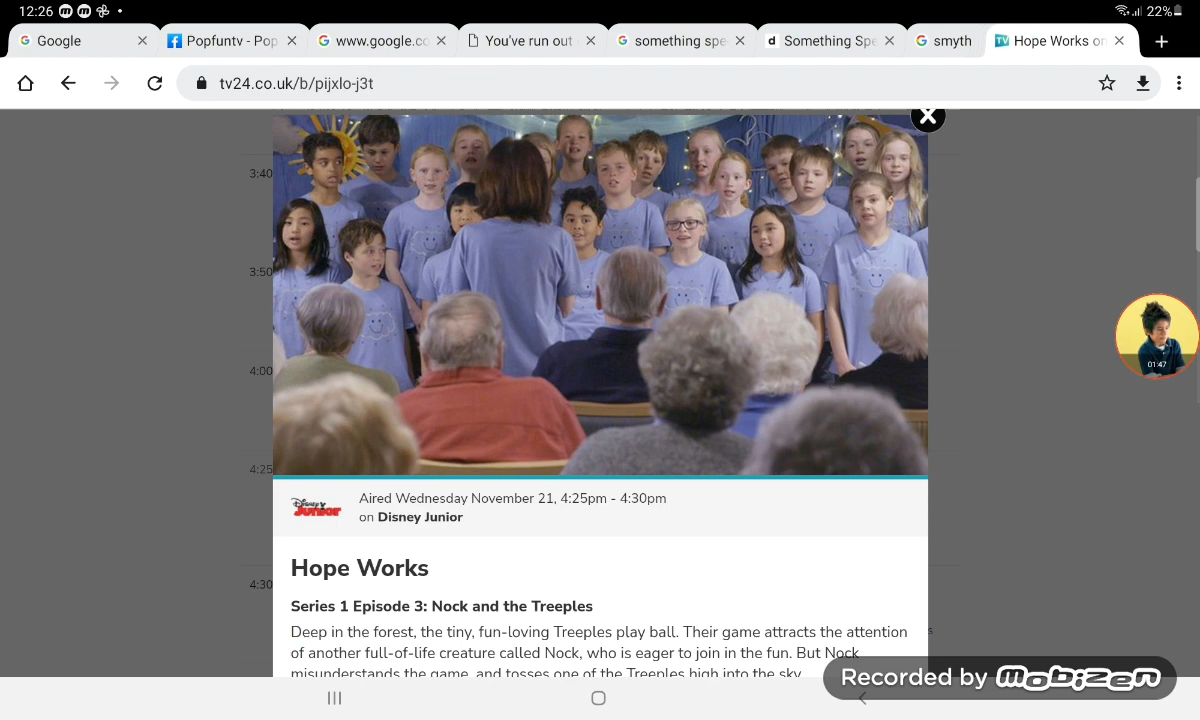 12:26
22%
Google
Popfuntv - Pop
www.google.co
You've run out
something spe
Something Spe
smyth
Hope Works on
tv24.co.uk/b/pijxlo-j3t
3:40
3:50
4:00
4:25
4:30
01:47
Disney Junior
Aired Wednesday November 21, 4:25pm - 4:30pm
on Disney Junior
Hope Works
Series 1 Episode 3: Nock and the Treeples
Deep in the forest, the tiny, fun-loving Treeples play ball. Their game attracts the attention
of another full-of-life creature called Nock, who is eager to join in the fun. But Nock
misunderstands the game, and tosses one of the Treeples high into the sky
Recorded by mobizen